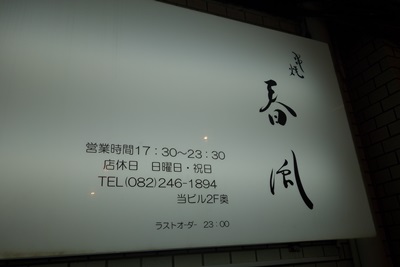 春風
営業時間17：30～23：30
店休日　日曜日・祝日
TEL(082)246-1894
当ビル2F奥
ラストオーダー 23：00